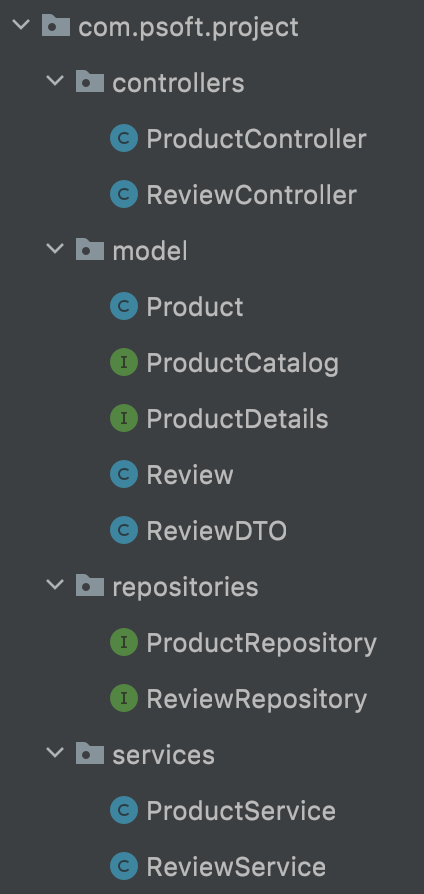 com.psoft.project
controllers
C ProductController
C ReviewController
model
C Product
I ProductCatalog
I ProductDetails
C Review
C ReviewDTO
repositories
I ProductRepository
I ReviewRepository
services
C ProductService
C ReviewService